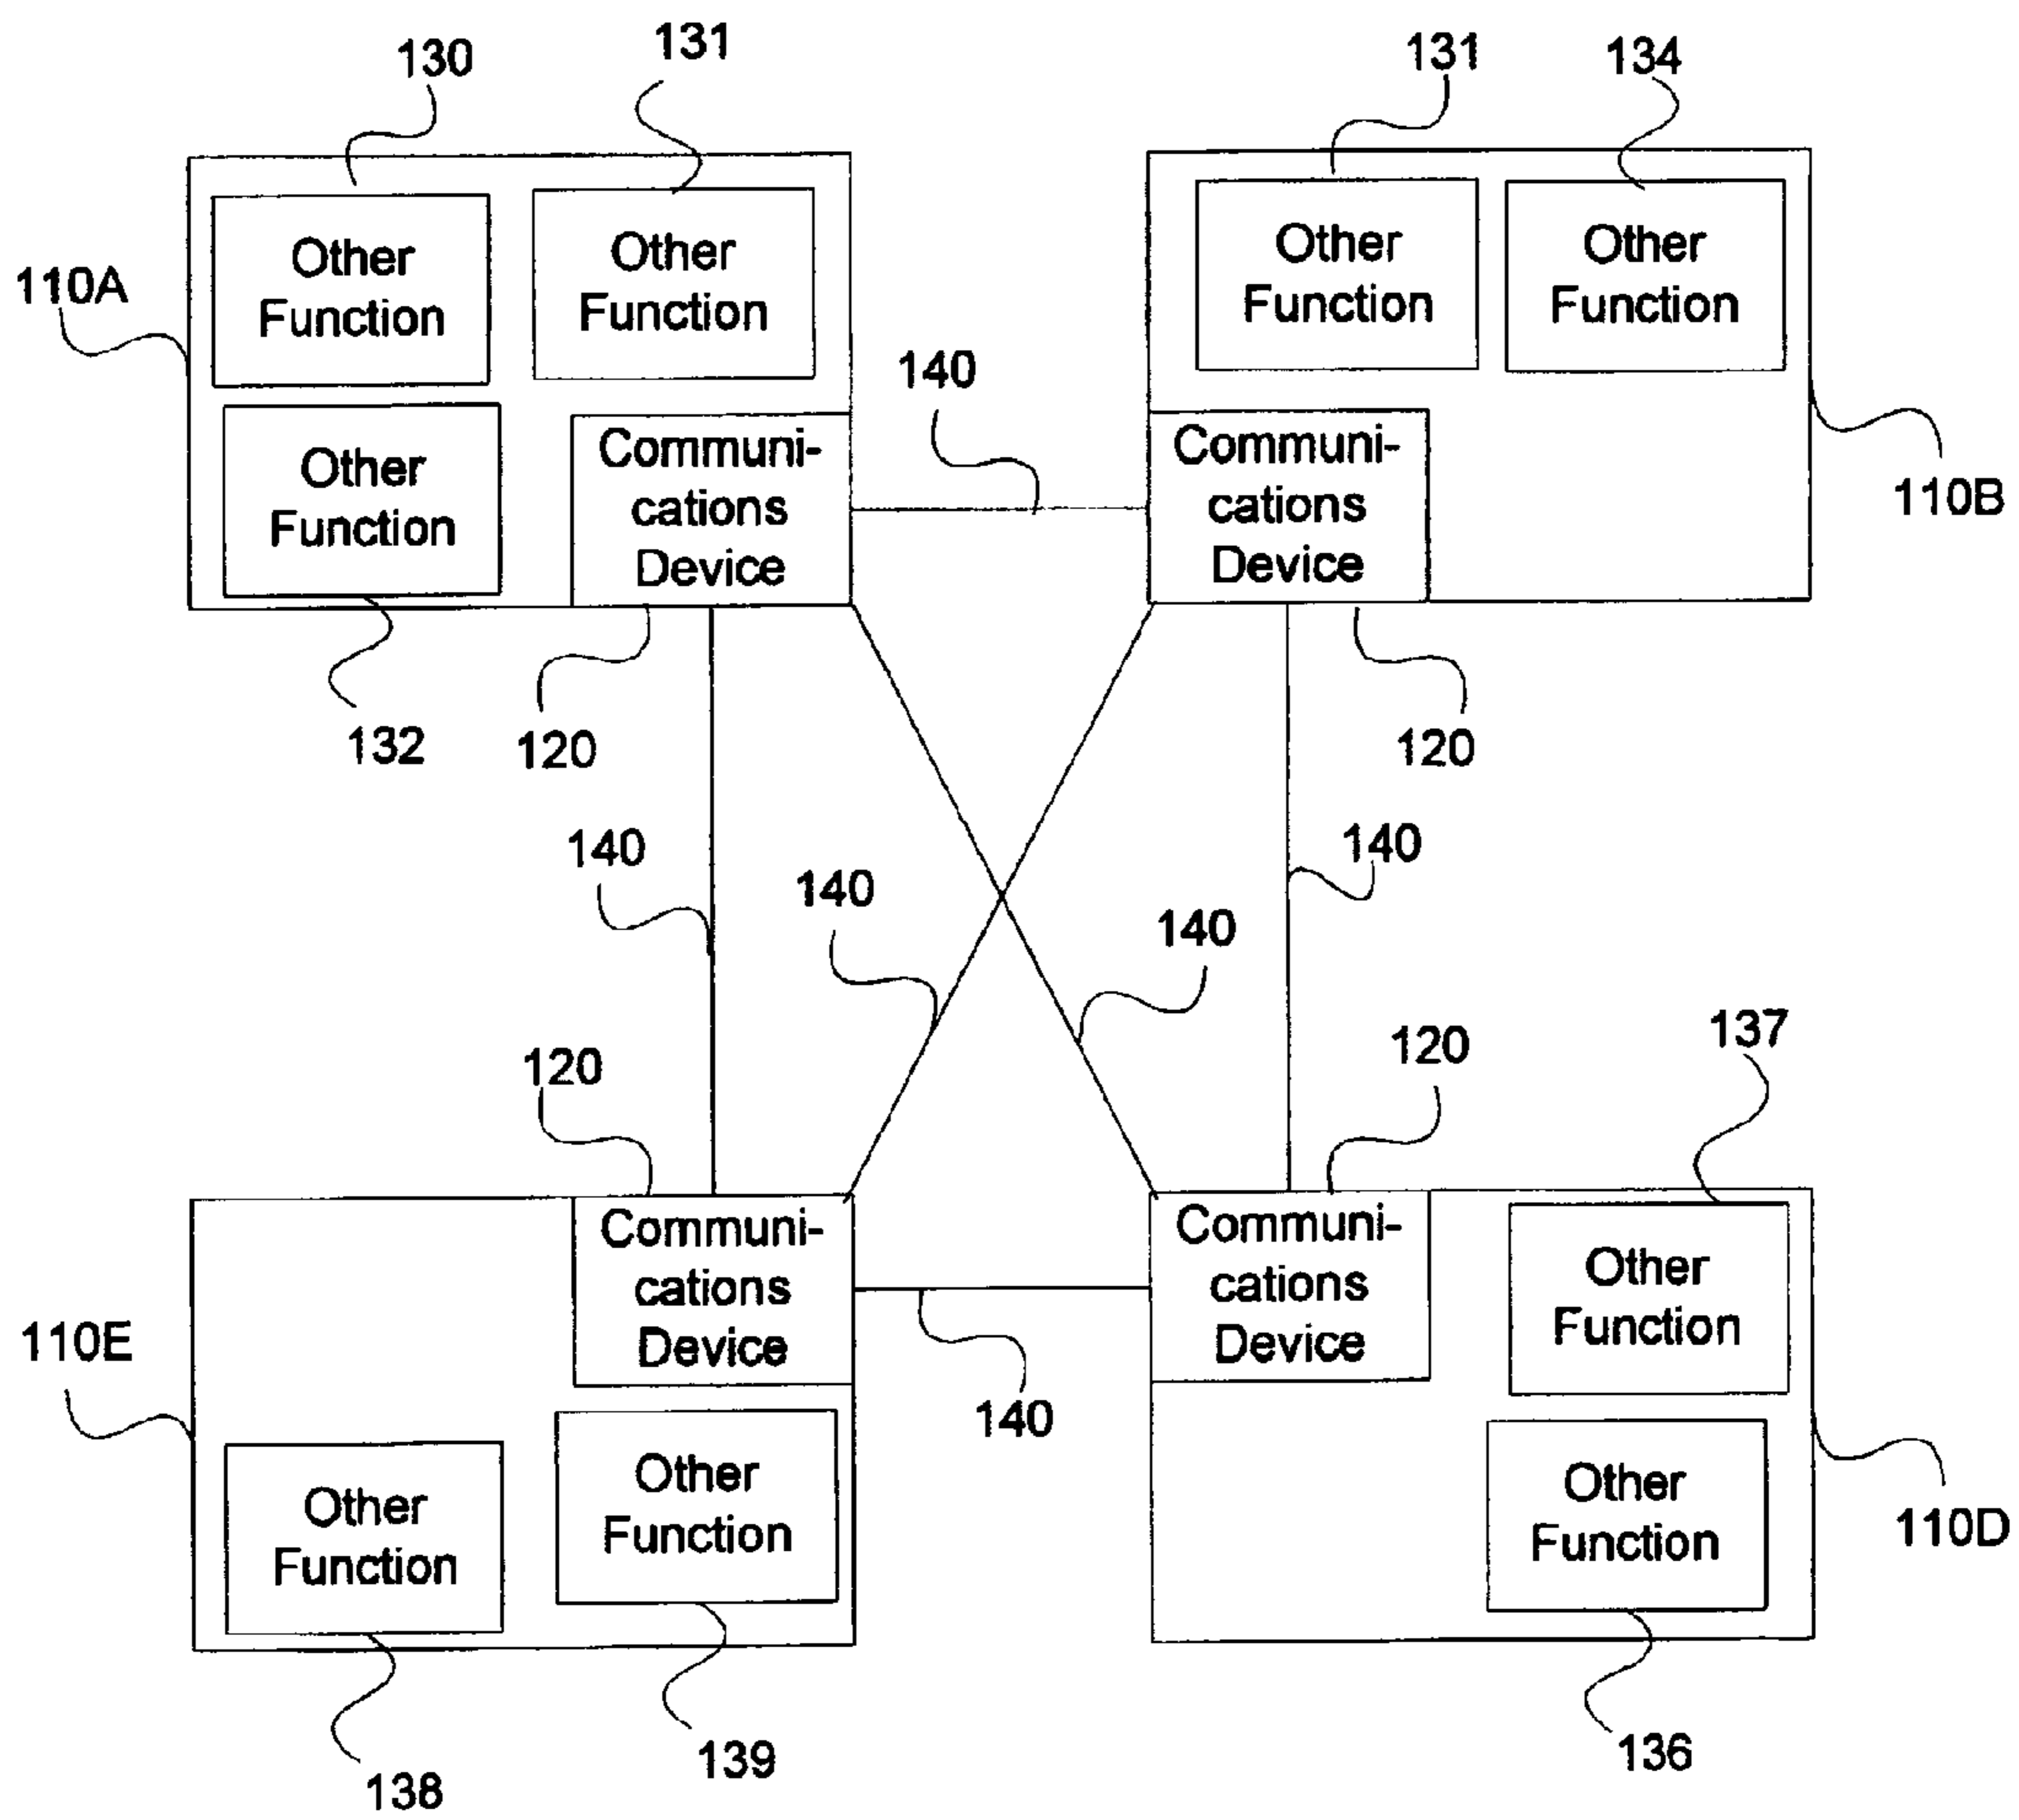 130
131
131
134
Other
Function
Other
Function
Other
Function
Other
Function
110A
140
Other
Function
Communi-
cations
Device
Communi-
cations
Device
110B
132
120
120
140
140
140
140
120
120
137
Communi-
cations
Device
Communi-
cations
Device
Other
Function
110E
140
Other
Function
Other
Function
Other
Function
110D
138
139
136